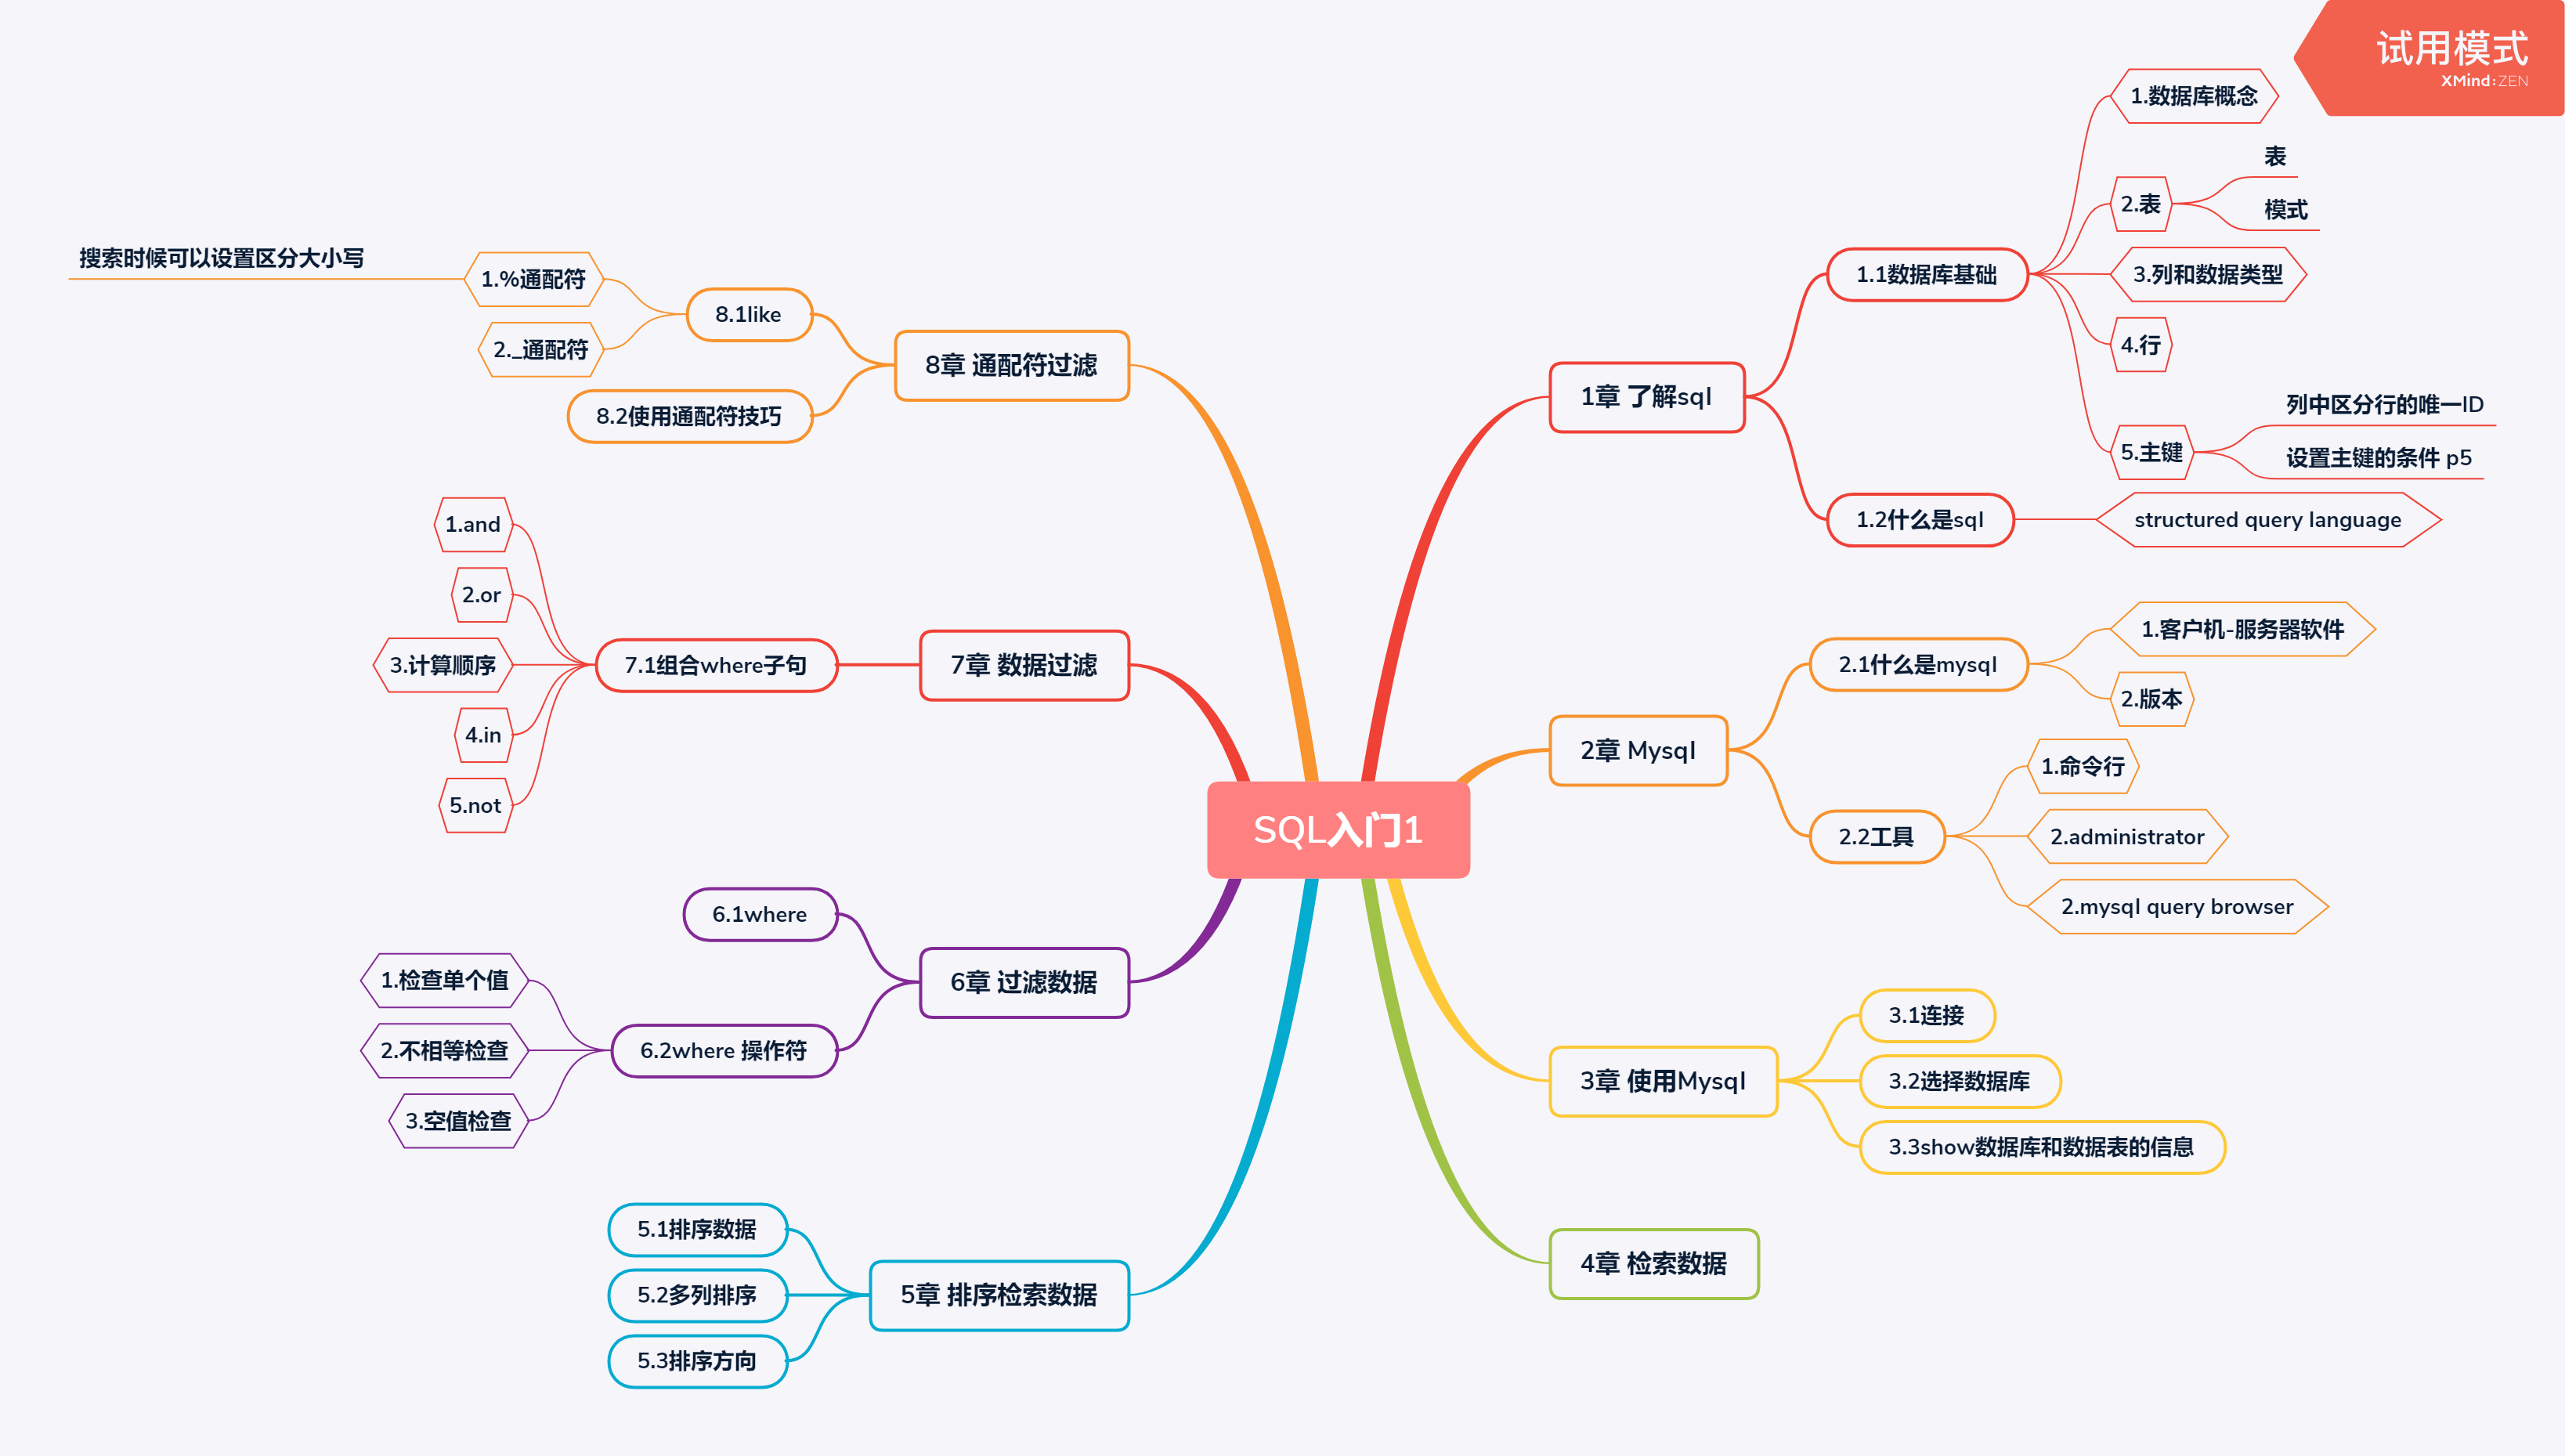 试用模式
XMind:ZEN
SQL入门1
1章 了解sql
1.1数据库基础
1.数据库概念
2.表
表
模式
3.列和数据类型
4.行
5.主键
列中区分行的唯一ID
设置主键的条件 p5
1.2什么是sql
structured query language
2章 Mysql
2.1什么是mysql
1.客户机-服务器软件
2.版本
2.2工具
1.命令行
2.administrator
2.mysql query browser
3章 使用Mysql
3.1连接
3.2选择数据库
3.3show数据库和数据表的信息
4章 检索数据
5章 排序检索数据
5.1排序数据
5.2多列排序
5.3排序方向
6章 过滤数据
6.1where
6.2where 操作符
1.检查单个值
2.不相等检查
3.空值检查
7章 数据过滤
7.1组合where子句
1.and
2.or
3.计算顺序
4.in
5.not
8章 通配符过滤
8.1like
1.%通配符
搜索时候可以设置区分大小写
2._通配符
8.2使用通配符技巧